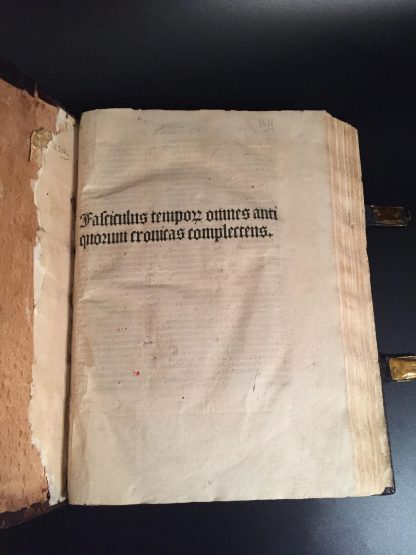 Fasciculus tempoꝝ omnes anti
quorum cronicas complectens.